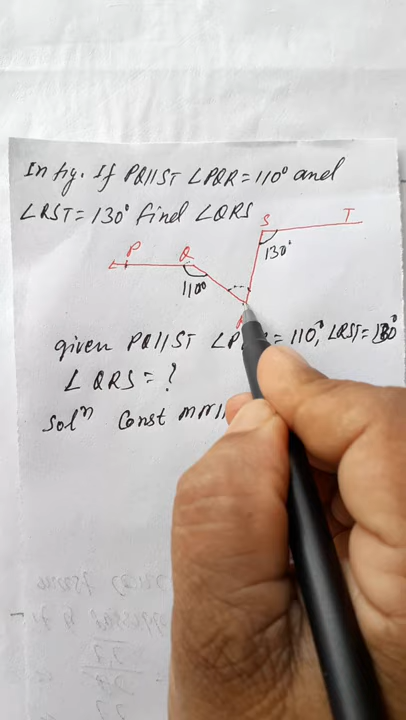 In fig. If PQ||ST ∠PQR = 110° and
∠RST = 130° find ∠QRS
S T
P Q
130°
110°
given PQ||ST = 110°, ∠RST = 130°
∠QRS = ?
Solⁿ Const